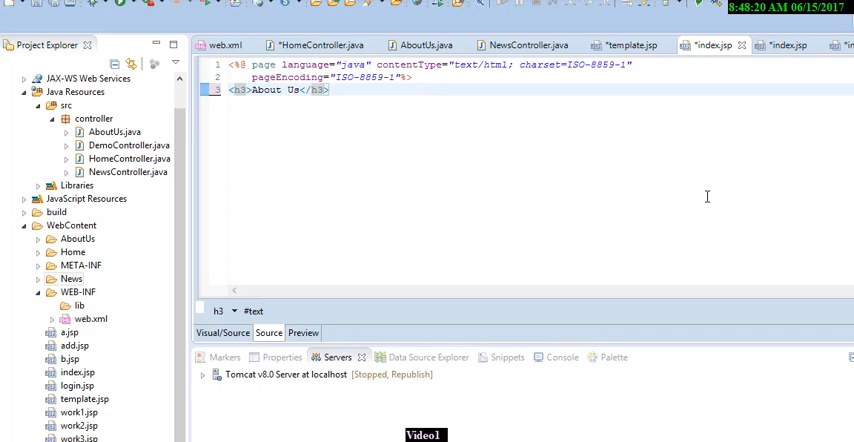 8:48:20 AM 06/15/2017
Project Explorer
JAX-WS Web Services
Java Resources
src
controller
AboutUs.java
DemoController.java
HomeController.java
NewsController.java
Libraries
JavaScript Resources
build
WebContent
AboutUs
Home
META-INF
News
WEB-INF
lib
web.xml
a.jsp
add.jsp
b.jsp
index.jsp
login.jsp
template.jsp
work1.jsp
work2.jsp
work3.jsp
web.xml *HomeController.java AboutUs.java NewsController.java *template.jsp *index.jsp *index.jsp
1 <%@ page language="java" contentType="text/html; charset=ISO-8859-1"
2 pageEncoding="ISO-8859-1"%>
3 <h3>About Us</h3>
h3 #text
Visual/Source Source Preview
Markers Properties Servers Data Source Explorer Snippets Console Palette
Tomcat v8.0 Server at localhost [Stopped, Republish]
Video1